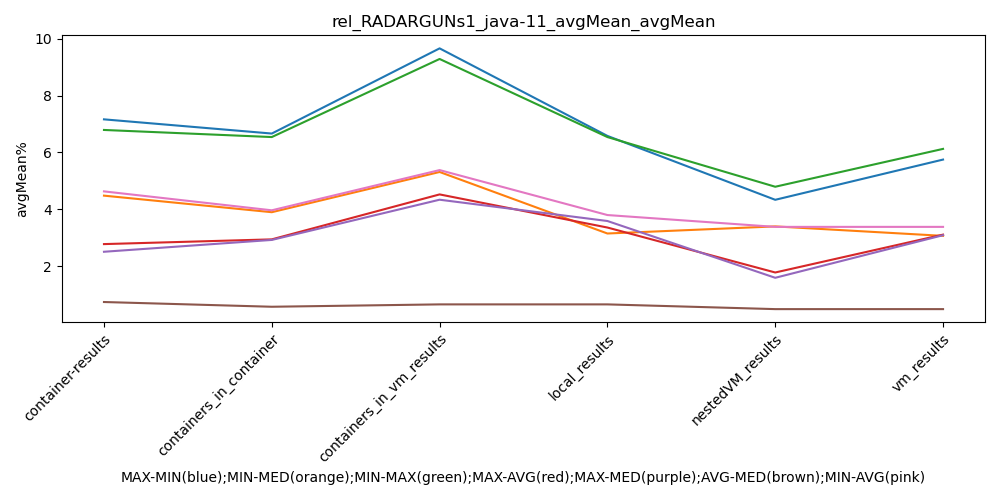 rel_RADARGUNs1_java-11_avgMean_avgMean
avgMean%
10
8
6
4
2
container-results
containers_in_container
containers_in_vm_results
local_results
nestedVM_results
vm_results
MAX-MIN(blue);MIN-MED(orange);MIN-MAX(green);MAX-AVG(red);MAX-MED(purple);AVG-MED(brown);MIN-AVG(pink)